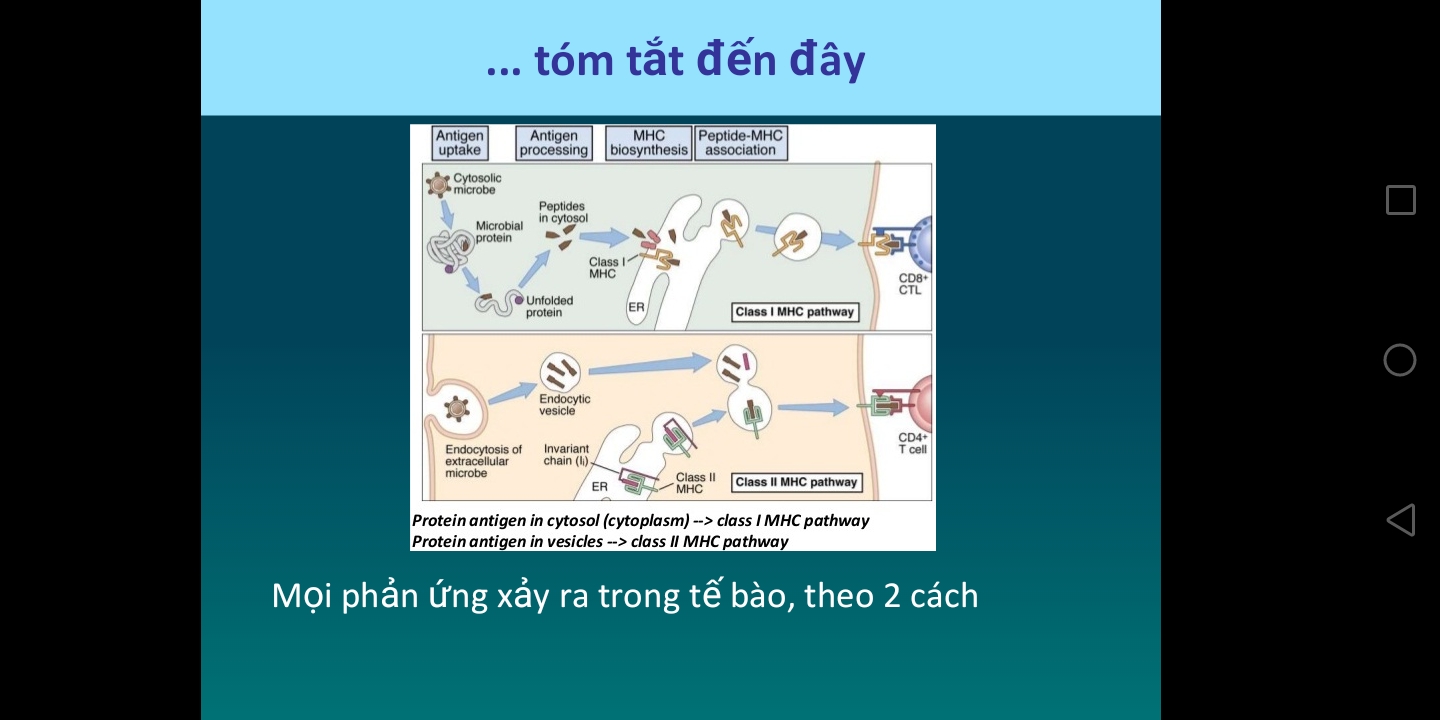 ... tóm tắt đến đây
Antigen
uptake
Antigen
processing
MHC
biosynthesis
Peptide-MHC
association
Cytosolic
microbe
Microbial
protein
Unfolded
protein
Peptides
in cytosol
Class I
MHC
ER
Class I MHC pathway
CD8+
CTL
Endocytosis of
extracellular
microbe
Endocytic
vesicle
Invariant
chain (Ii)
ER
Class II
MHC
Class II MHC pathway
CD4+
T cell
Protein antigen in cytosol (cytoplasm) --> class I MHC pathway
Protein antigen in vesicles --> class II MHC pathway
Mọi phản ứng xảy ra trong tế bào, theo 2 cách